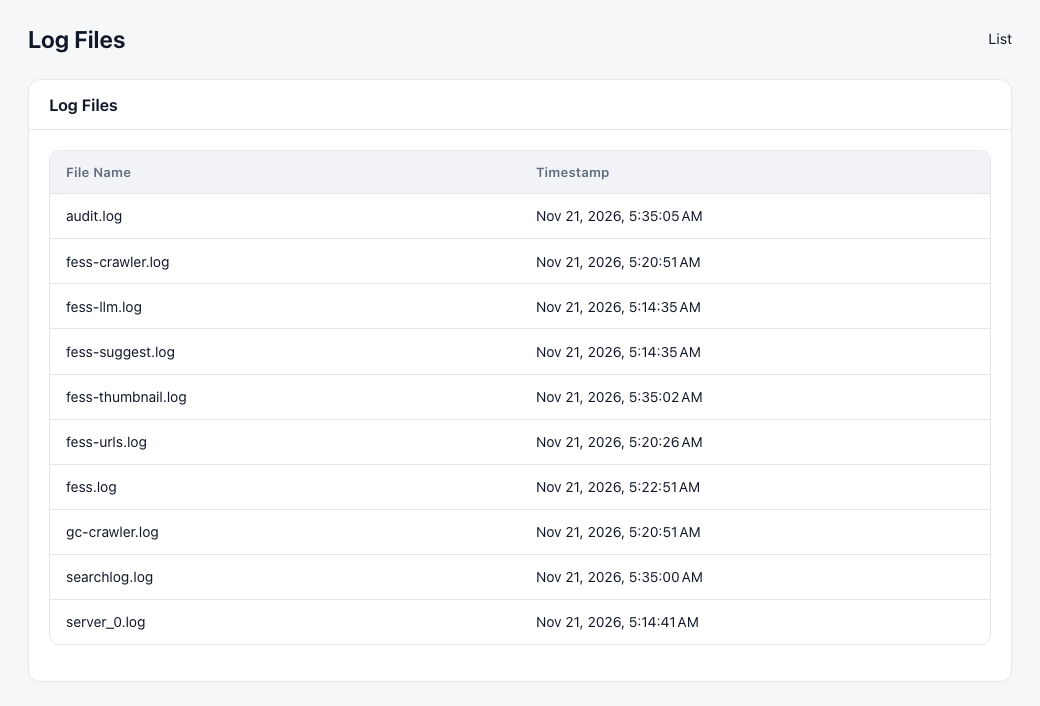 Log Files
List
Log Files
File Name Timestamp
audit.log Nov 21, 2026, 5:35:05 AM
fess-crawler.log Nov 21, 2026, 5:20:51 AM
fess-llm.log Nov 21, 2026, 5:14:35 AM
fess-suggest.log Nov 21, 2026, 5:14:35 AM
fess-thumbnail.log Nov 21, 2026, 5:35:02 AM
fess-urls.log Nov 21, 2026, 5:20:26 AM
fess.log Nov 21, 2026, 5:22:51 AM
gc-crawler.log Nov 21, 2026, 5:20:51 AM
searchlog.log Nov 21, 2026, 5:35:00 AM
server_0.log Nov 21, 2026, 5:14:41 AM